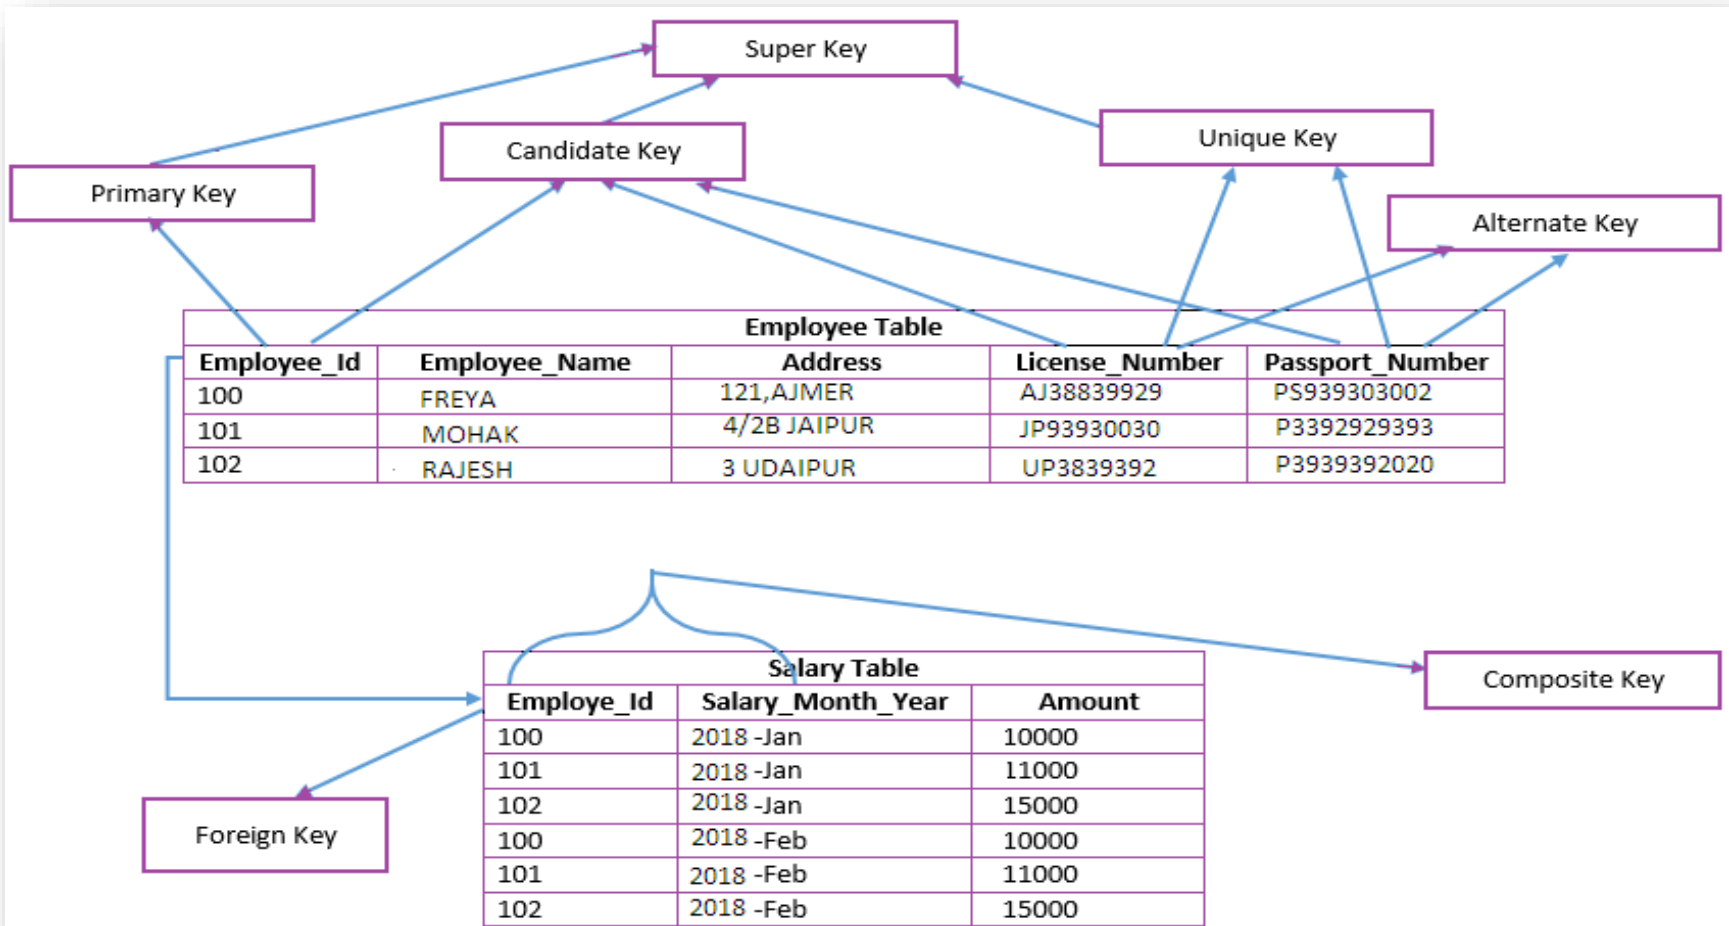 Super Key
Candidate Key
Unique Key
Primary Key
Alternate Key
Employee Table
Employee_Id Employee_Name Address License_Number Passport_Number
100 FREYA 121,AJMER AJ38839929 PS939303002
101 MOHAK 4/2B JAIPUR JP93930030 P3392929393
102 RAJESH 3 UDAIPUR UP3839392 P3939392020
Salary Table
Composite Key
Employe_Id Salary_Month_Year Amount
100 2018 -Jan 10000
101 2018 -Jan 11000
102 2018 -Jan 15000
Foreign Key
100 2018 -Feb 10000
101 2018 -Feb 11000
102 2018 -Feb 15000